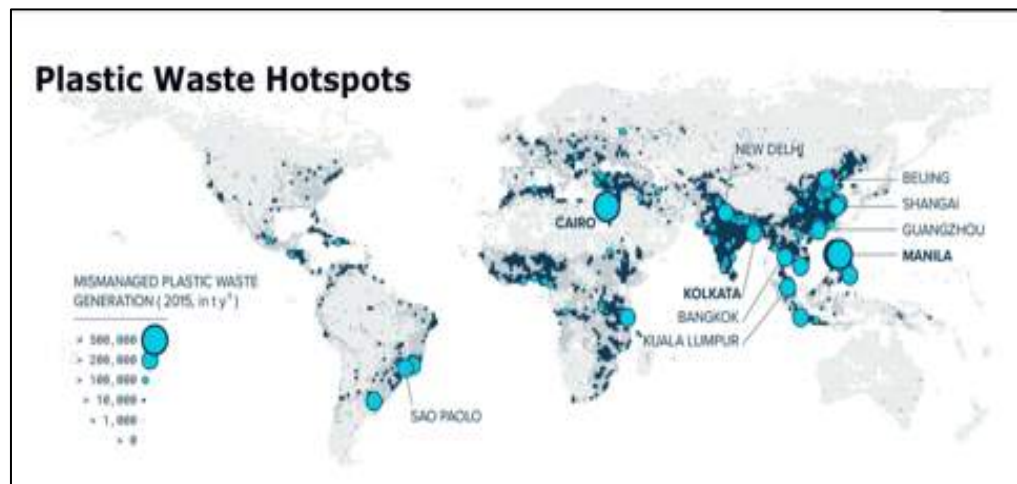 Plastic Waste Hotspots
NEW DELHI
BEIJING
SHANGAI
GUANGZHOU
MANILA
CAIRO
KOLKATA
BANGKOK
KUALA LUMPUR
SAO PAOLO
MISMANAGED PLASTIC WASTE
GENERATION ( 2015, in t y⁻¹)
> 500,000
> 200,000
> 100,000
> 10,000
> 1,000
> 0